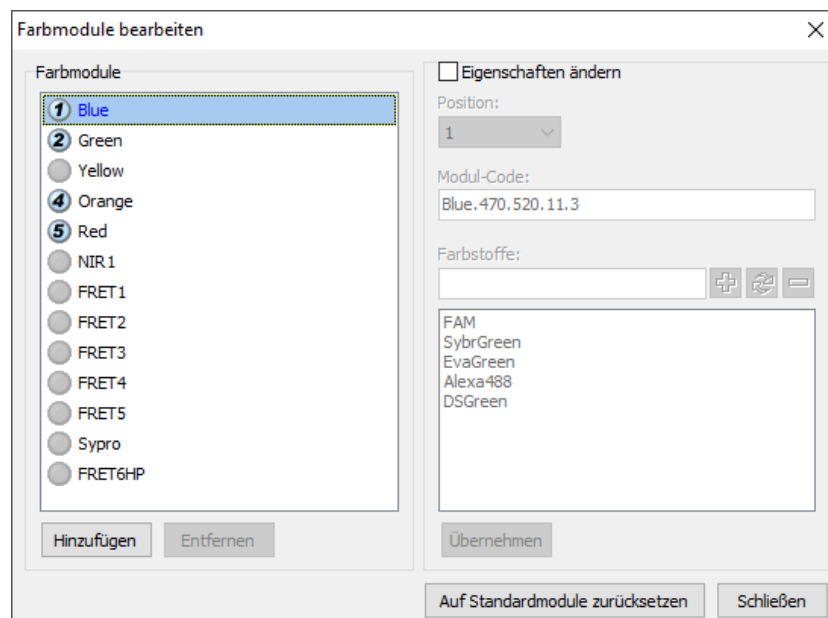 Farbmodule bearbeiten
Farbmodule
1 Blue
2 Green
Yellow
4 Orange
5 Red
NIR1
FRET1
FRET2
FRET3
FRET4
FRET5
Sypro
FRET6HP
Hinzufügen
Entfernen
Eigenschaften ändern
Position:
1
Modul-Code:
Blue.470.520.11.3
Farbstoffe:
FAM
SybrGreen
EvaGreen
Alexa488
DSGreen
Übernehmen
Auf Standardmodule zurücksetzen
Schließen